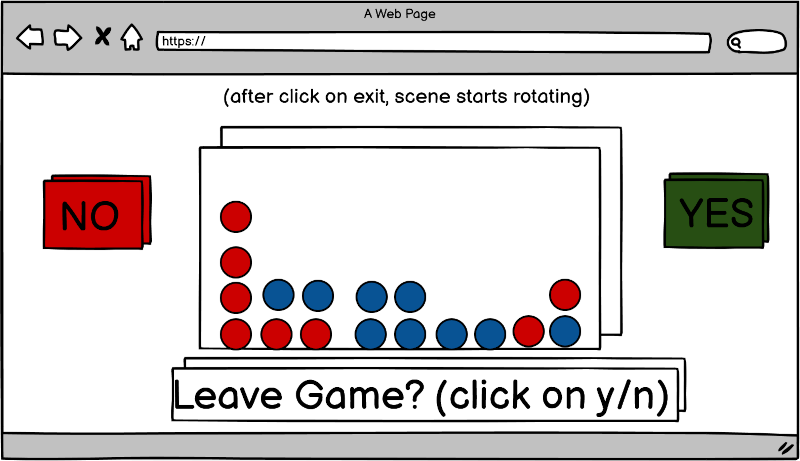 A Web Page
https://
(after click on exit, scene starts rotating)
NO
YES
Leave Game? (click on y/n)